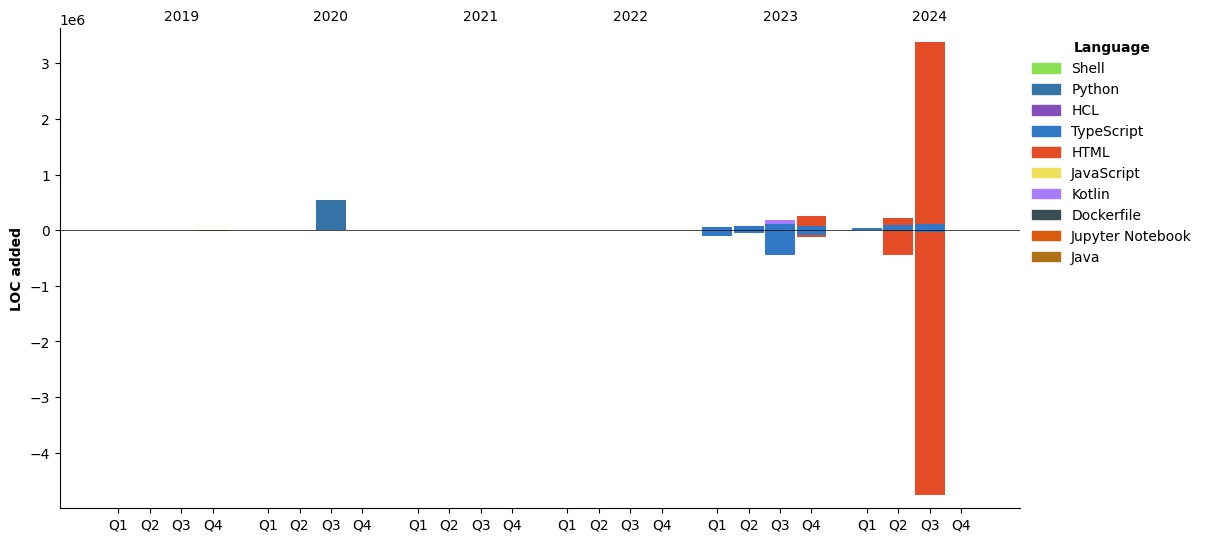 1e6
2019 2020 2021 2022 2023 2024
3
2
1
0
−1
−2
−3
−4
LOC added
Q1 Q2 Q3 Q4 Q1 Q2 Q3 Q4 Q1 Q2 Q3 Q4 Q1 Q2 Q3 Q4 Q1 Q2 Q3 Q4 Q1 Q2 Q3 Q4
Language
Shell
Python
HCL
TypeScript
HTML
JavaScript
Kotlin
Dockerfile
Jupyter Notebook
Java